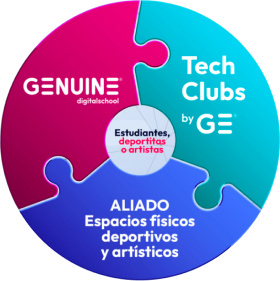 GENUINE
digitalschool
Tech
Clubs
by GE
Estudiantes,
deportitas
o artistas
ALIADO
Espacios físicos
deportivos
y artísticos